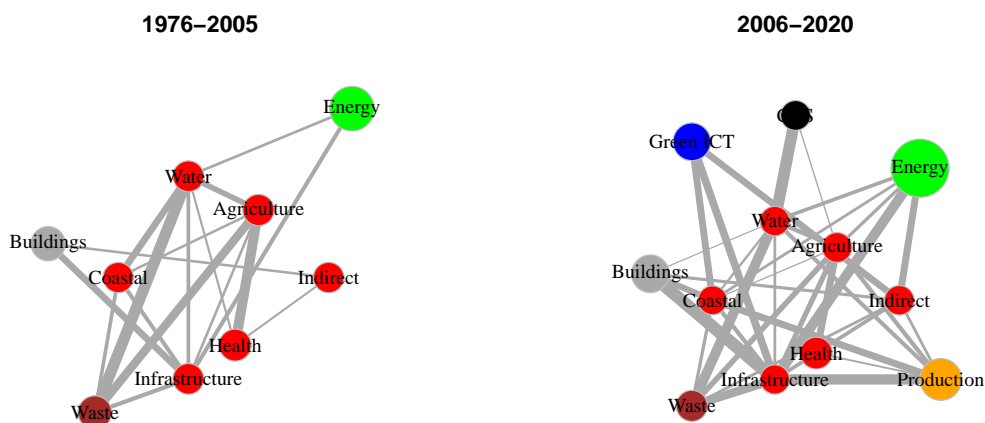 1976–2005
Energy
Water
Agriculture
Buildings
Coastal
Indirect
Health
Infrastructure
Waste
2006–2020
CCS
Green ICT
Energy
Water
Agriculture
Buildings
Coastal
Indirect
Health
Infrastructure
Production
Waste